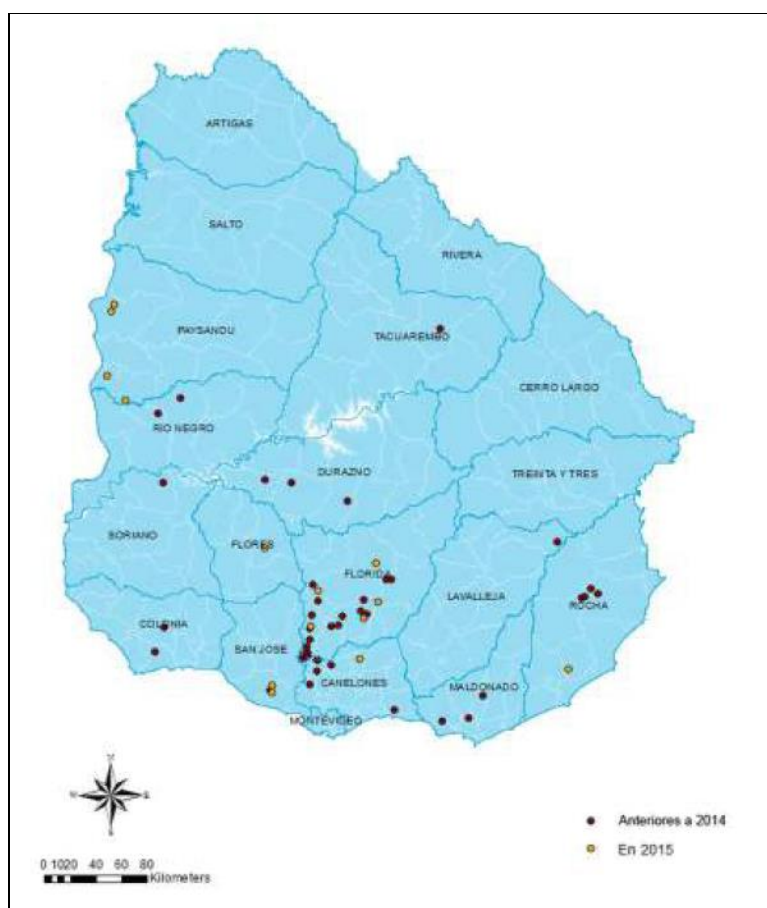 ARTIGAS
SALTO
RIVERA
PAYSANDU
TACUAREMBO
CERRO LARGO
RIO NEGRO
DURAZNO
TREINTA Y TRES
SORIANO
FLORES
FLORIDA
LAVALLEJA
ROCHA
COLONIA
SAN JOSE
CANELONES
MALDONADO
MONTEVIDEO
N
W E
S
Anteriores a 2014
En 2015
0 1020 40 60 80
Kilometers